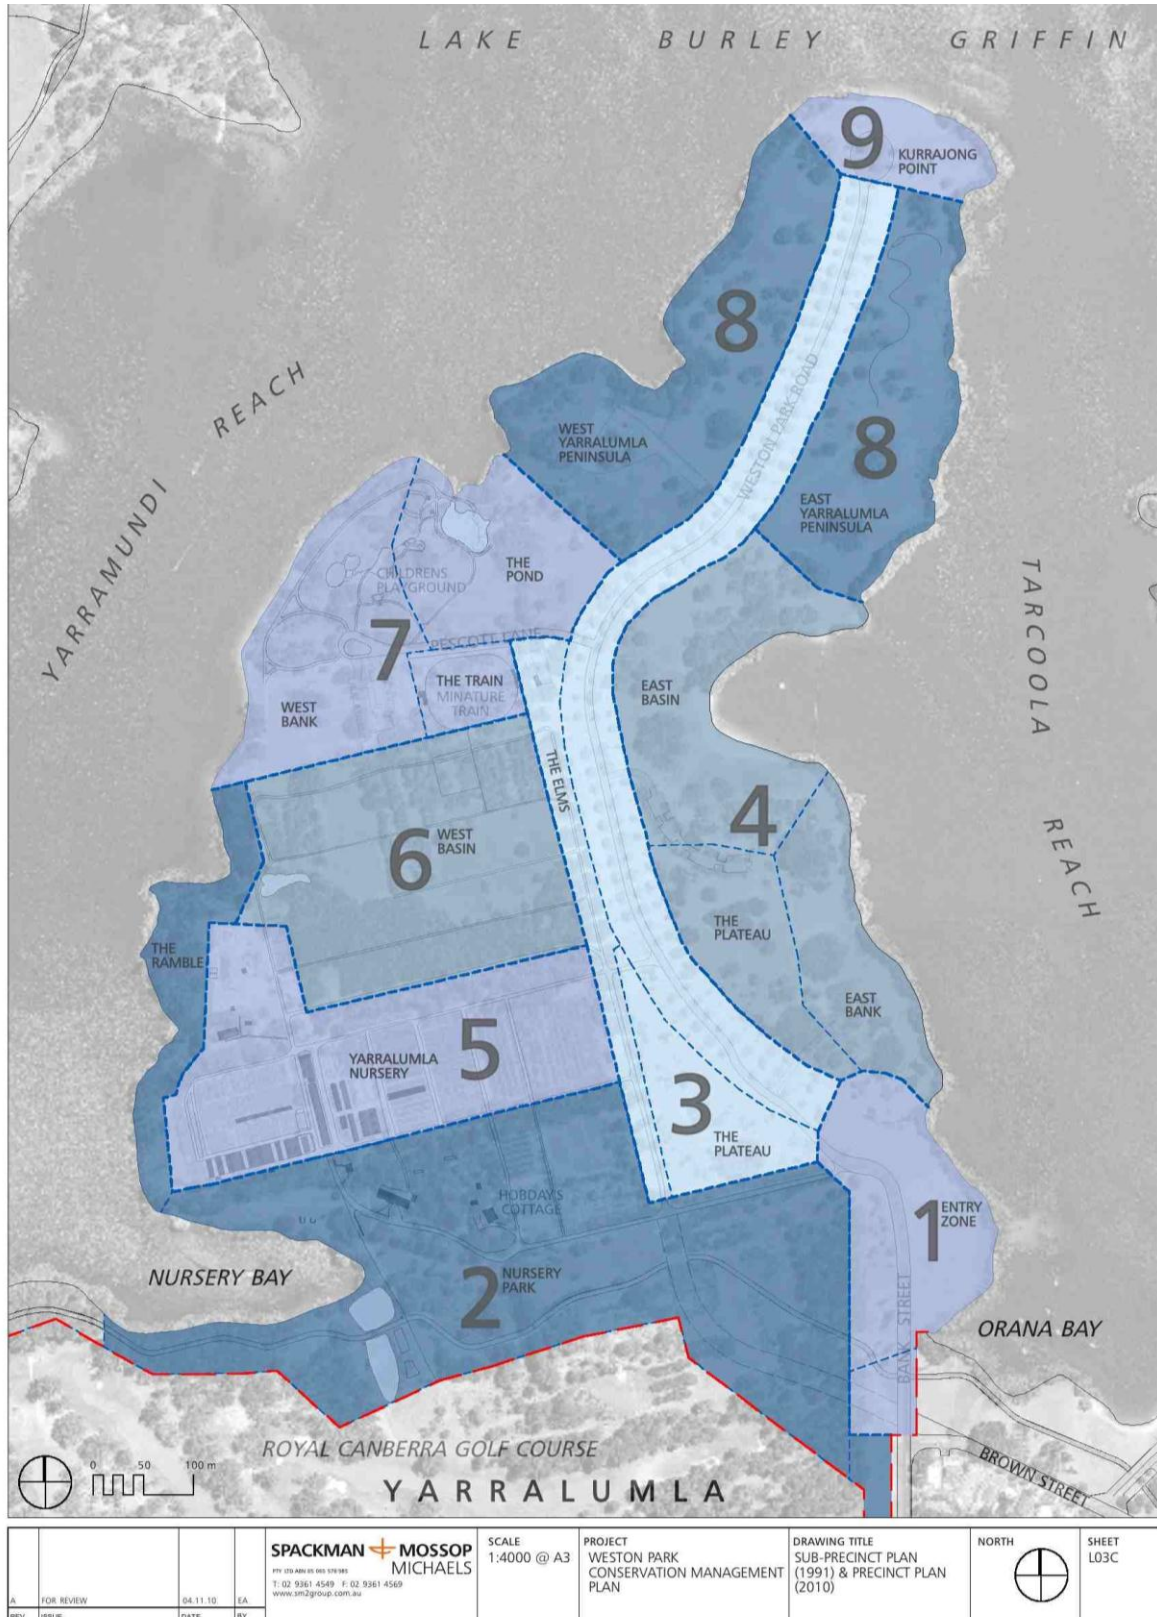 LAKE BURLEY GRIFFIN
9
KURRAJONG
POINT
8
WESTON PARK ROAD
REACH
WEST
YARRALUMLA
PENINSULA
8
EAST
YARRALUMLA
PENINSULA
YARRAMUNDI
THE
POND
CHILDRENS
PLAYGROUND
TARCOOLA
7
PESCOTT LANE
THE TRAIN
MINATURE
TRAIN
EAST
BASIN
WEST
BANK
THE ELMS
4
REACH
6
WEST
BASIN
THE
PLATEAU
THE
RAMBLE
EAST
BANK
5
YARRALUMLA
NURSERY
3
THE
PLATEAU
HOBDAY'S
COTTAGE
1
ENTRY
ZONE
NURSERY BAY
2
NURSERY
PARK
BANK STREET
ORANA BAY
ROYAL CANBERRA GOLF COURSE
YARRALUMLA
BROWN STREET
0 50 100 m
A FOR REVIEW 04.11.10 EA
REV ISSUE DATE BY
SPACKMAN MOSSOP
MICHAELS
T: 02 9361 4549 F: 02 9361 4569
www.sm2group.com.au
SCALE
1:4000 @ A3
PROJECT
WESTON PARK
CONSERVATION MANAGEMENT
PLAN
DRAWING TITLE
SUB-PRECINCT PLAN
(1991) & PRECINCT PLAN
(2010)
NORTH
SHEET
L03C